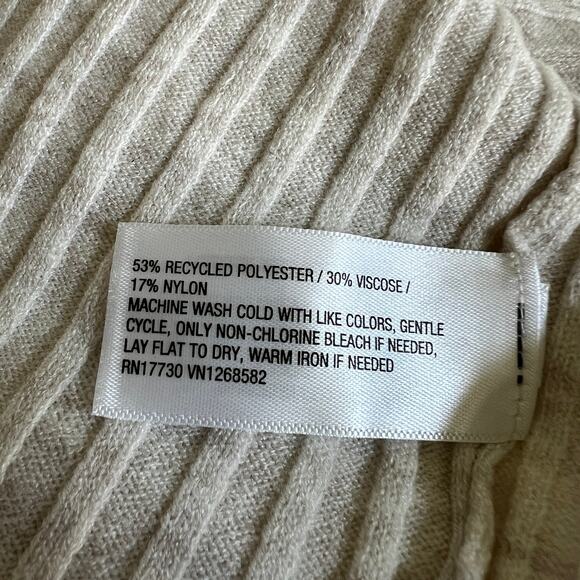 53% RECYCLED POLYESTER / 30% VISCOSE /
17% NYLON
MACHINE WASH COLD WITH LIKE COLORS, GENTLE
CYCLE, ONLY NON-CHLORINE BLEACH IF NEEDED,
LAY FLAT TO DRY, WARM IRON IF NEEDED
RN17730 VN1268582